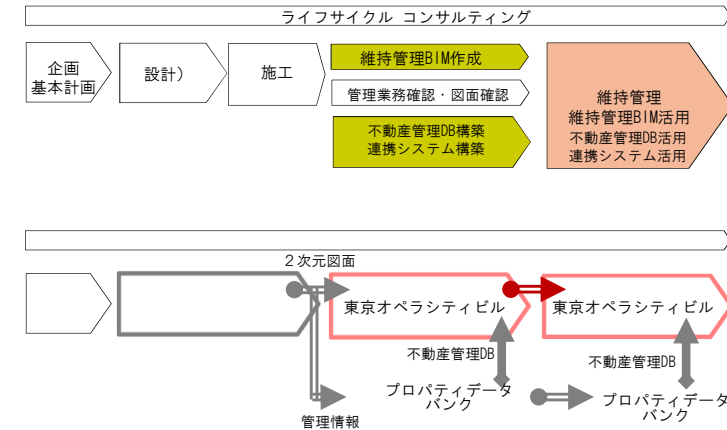 ライフサイクル コンサルティング
企画
基本計画
設計）
施工
維持管理BIM作成
管理業務確認・図面確認
不動産管理DB構築
連携システム構築
維持管理
維持管理BIM活用
不動産管理DB活用
連携システム活用
２次元図面
東京オペラシティビル
東京オペラシティビル
不動産管理DB
不動産管理DB
プロパティデータ
バンク
プロパティデータ
バンク
管理情報